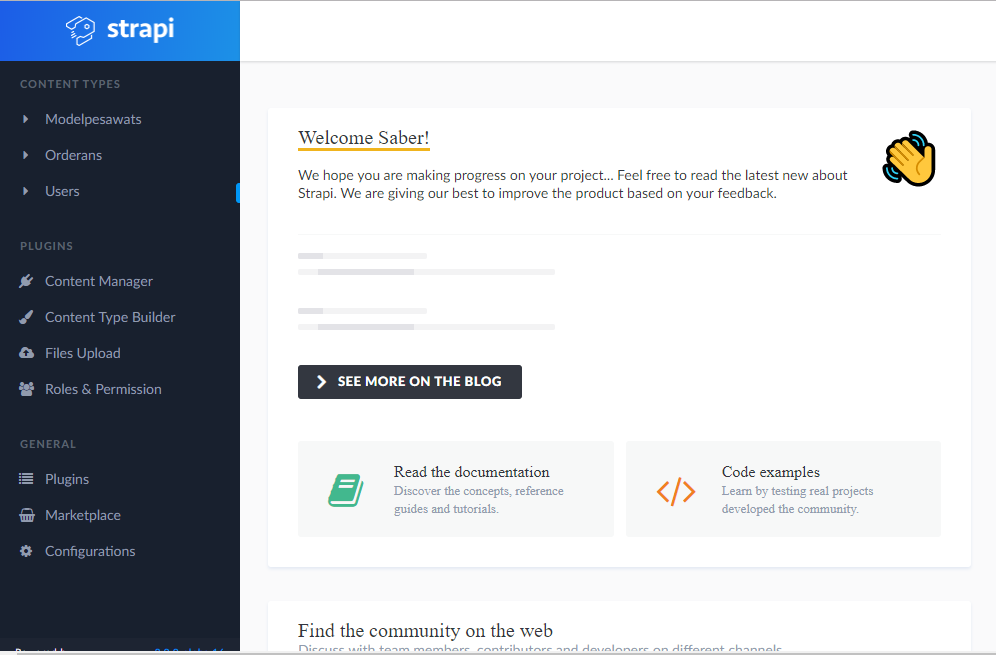 strapi
CONTENT TYPES
Modelpesawats
Orderans
Users
PLUGINS
Content Manager
Content Type Builder
Files Upload
Roles & Permission
GENERAL
Plugins
Marketplace
Configurations
Welcome Saber!
We hope you are making progress on your project... Feel free to read the latest new about
Strapi. We are giving our best to improve the product based on your feedback.
SEE MORE ON THE BLOG
Read the documentation
Discover the concepts, reference
guides and tutorials.
Code examples
Learn by testing real projects
developed the community.
Find the community on the web
Discuss with team members, contributors and developers on different channels